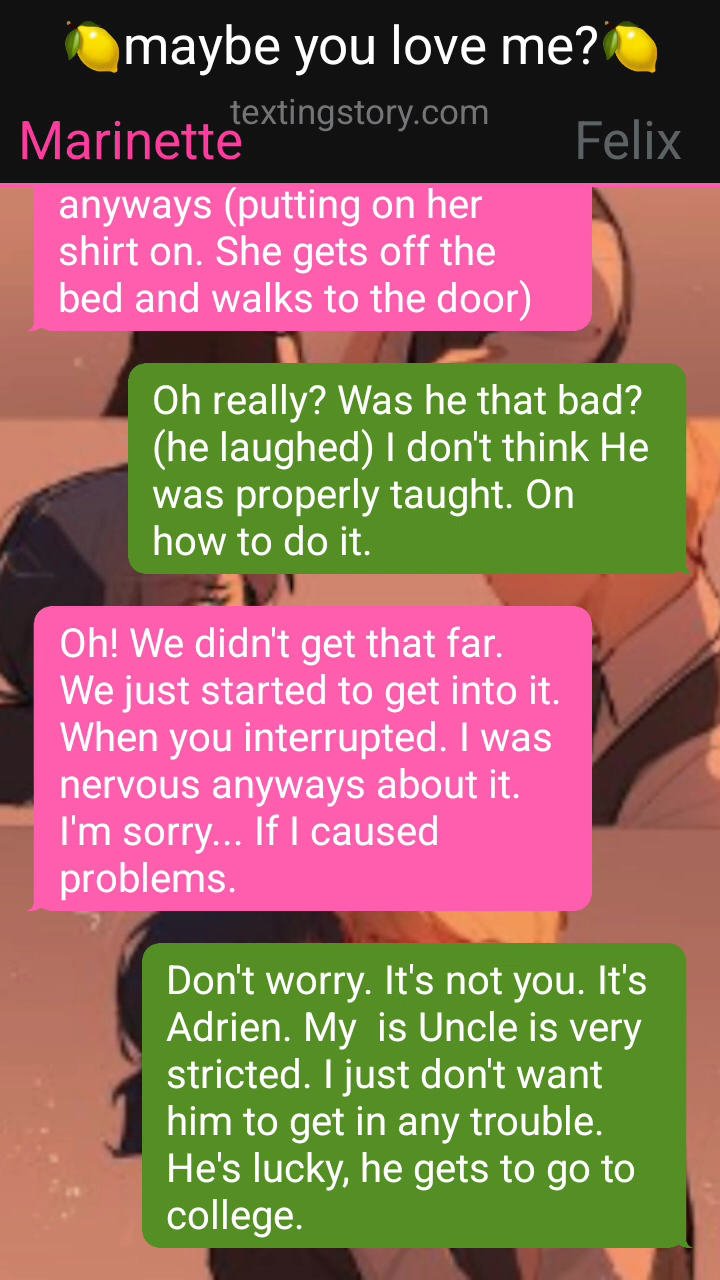 🍋maybe you love me?🍋
textingstory.com
Marinette
Felix
anyways (putting on her
shirt on. She gets off the
bed and walks to the door)
Oh really? Was he that bad?
(he laughed) I don't think He
was properly taught. On
how to do it.
Oh! We didn't get that far.
We just started to get into it.
When you interrupted. I was
nervous anyways about it.
I'm sorry... If I caused
problems.
Don't worry. It's not you. It's
Adrien. My  is Uncle is very
stricted. I just don't want
him to get in any trouble.
He's lucky, he gets to go to
college.